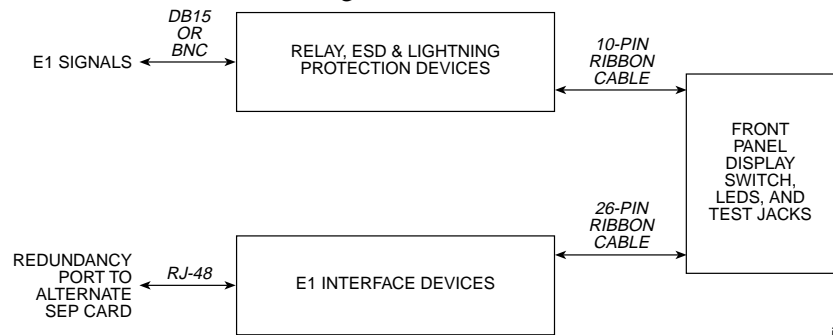 DB15
OR
BNC
E1 SIGNALS
RELAY, ESD & LIGHTNING
PROTECTION DEVICES
10-PIN
RIBBON
CABLE
FRONT
PANEL
DISPLAY
SWITCH,
LEDS, AND
TEST JACKS
26-PIN
RIBBON
CABLE
REDUNDANCY
PORT TO
ALTERNATE
SEP CARD
RJ-48
E1 INTERFACE DEVICES